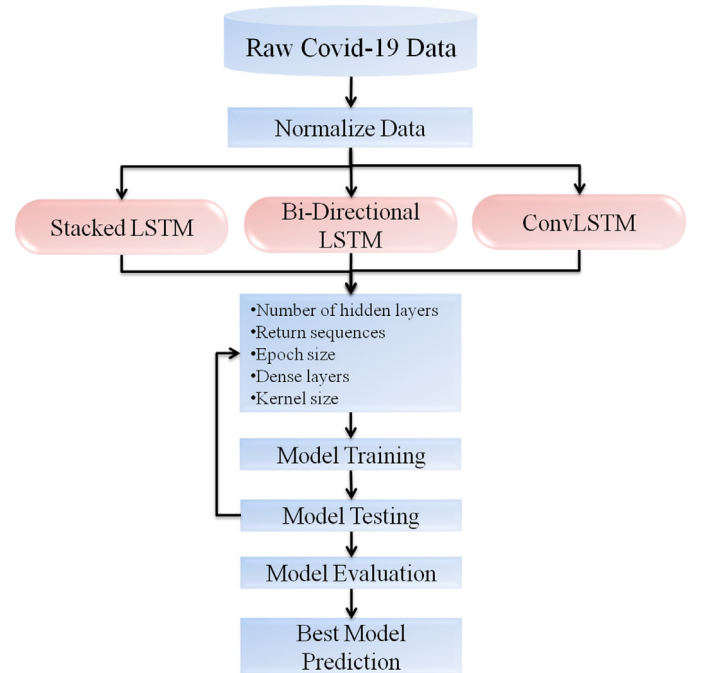 Raw Covid-19 Data
Normalize Data
Stacked LSTM
Bi-Directional
LSTM
ConvLSTM
•Number of hidden layers
•Return sequences
•Epoch size
•Dense layers
•Kernel size
Model Training
Model Testing
Model Evaluation
Best Model
Prediction